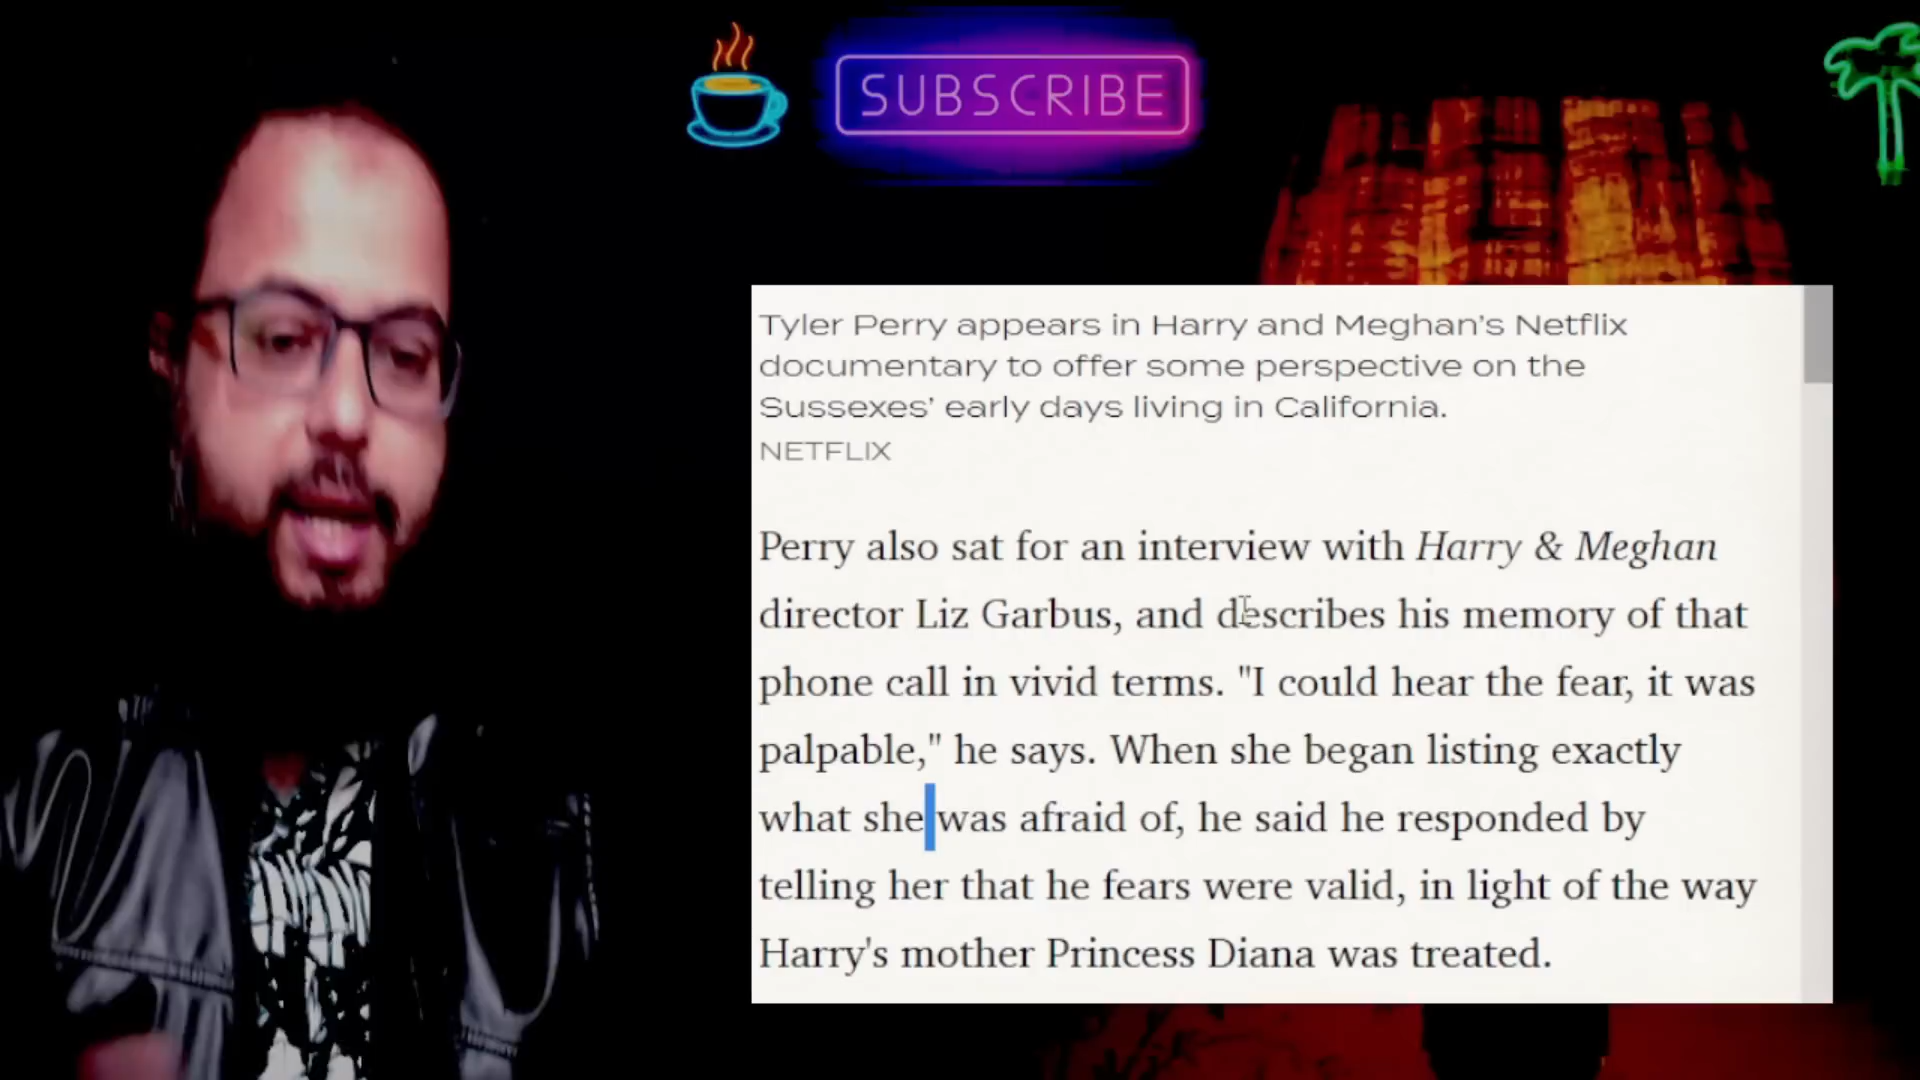 SUBSCRIBE
Tyler Perry appears in Harry and Meghan's Netflix
documentary to offer some perspective on the
Sussexes' early days living in California.
NETFLIX
Perry also sat for an interview with Harry & Meghan
director Liz Garbus, and describes his memory of that
phone call in vivid terms. "I could hear the fear, it was
palpable," he says. When she began listing exactly
what she was afraid of, he said he responded by
telling her that he fears were valid, in light of the way
Harry's mother Princess Diana was treated.